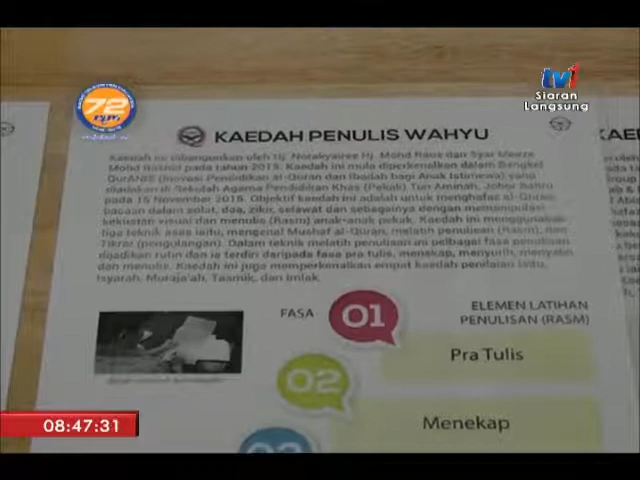 72
tv1
Siaran
Langsung
KAEDAH PENULIS WAHYU
Kaedah ini dibangunkan oleh Hj. Norakyairee Hj. Mohd Raus dan Syar Meeze
Mohd Rashid pada tahun 2015. Kaedah ini mula diperkenalkan dalam Bengkel
QurANIS (Inovasi Pendidikan al-Quran dan Ibadah bagi Anak Istimewa) yang
diadakan di Sekolah Agama Pendidikan Khas (Pekak) Tun Aminah, Johor Bahru
pada 15 November 2015. Objektif kaedah ini adalah untuk menghafaz al-Quran,
bacaan dalam solat, doa, zikir, selawat dan sebagainya dengan memanipulasi
kekuatan visual dan menulis (Rasm) anak-anak pekak. Kaedah ini menggunakan
tiga teknik asas iaitu, mengenal Mushaf al-Quran, melatih penulisan (Rasm), dan
Tikrar (pengulangan). Dalam teknik melatih penulisan ini pelbagai fasa penulisan
dijadikan rutin dan ia terdiri daripada fasa pra tulis, menekap, menyurih, menyalin
dan menulis. Kaedah ini juga memperkenalkan empat kaedah penilaian iaitu,
Isyarah, Muraja'ah, Tasmik, dan Imlak.
FASA
01
ELEMEN LATIHAN
PENULISAN (RASM)
Pra Tulis
02
Menekap
08:47:31